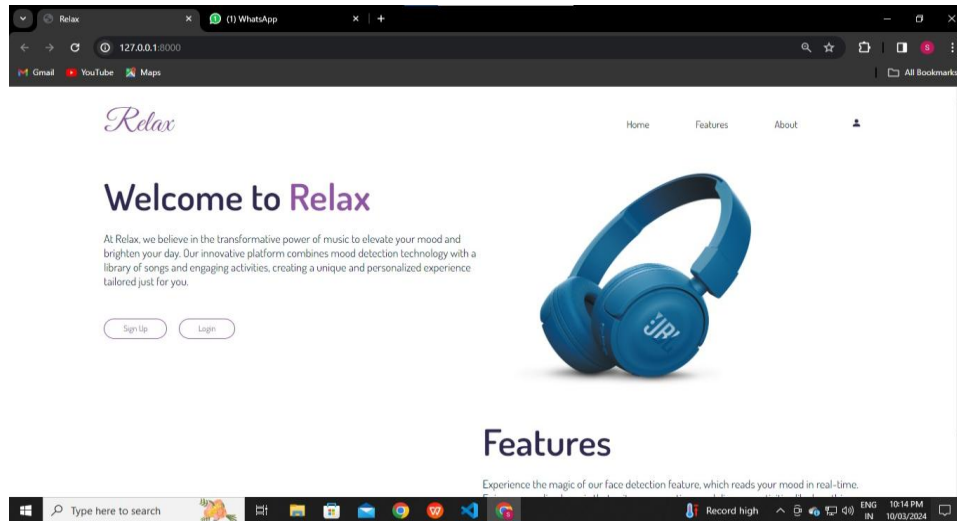 Relax
(1) WhatsApp
127.0.0.1:8000
S
Gmail YouTube Maps
All Bookmarks
Relax
Home Features About
Welcome to Relax
At Relax, we believe in the transformative power of music to elevate your mood and
brighten your day. Our innovative platform combines mood detection technology with a
library of songs and engaging activities, creating a unique and personalized experience
tailored just for you.
Sign Up Login
JBL
Features
Experience the magic of our face detection feature, which reads your mood in real-time.
Type here to search
Record high
ENG
IN
10:14 PM
10/03/2024